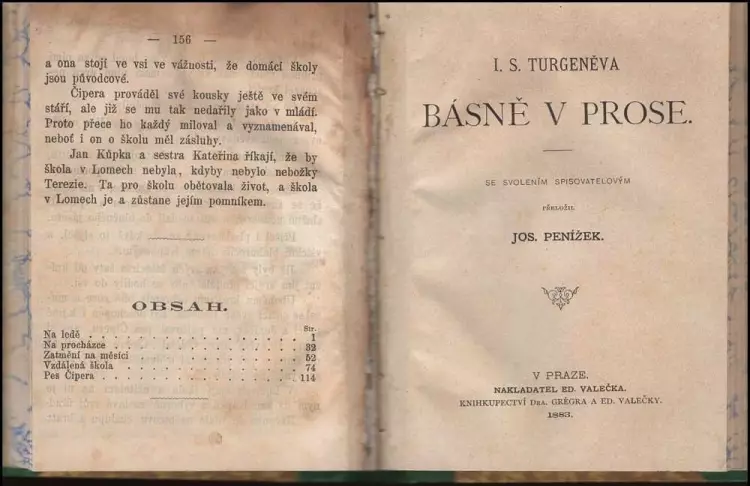 — 156 —
a ona stojí ve vsi ve vážnosti, že domácí školy
jsou původcové.
Čipera prováděl své kousky ještě ve svém
stáří, ale již se mu tak nedařily jako v mládí.
Proto přece ho každý miloval a vyznamenával,
neboť i on o školu měl zásluhy.
Jan Kůpka a sestra Kateřina říkají, že by
škola v Lomech nebyla, kdyby nebylo nebožky
Terezie. Ta pro školu obětovala život, a škola
v Lomech je a zůstane jejím pomníkem.
OBSAH.
Str.
Na ledě . . . . . . . . . . . . . . . 1
Na procházce . . . . . . . . . . . . . . 32
Zatmění na měsíci . . . . . . . . . . . . 52
Vzdálená škola . . . . . . . . . . . . . 74
Pes Čipera . . . . . . . . . . . . . . 114
I. S. TURGENĚVA
BÁSNĚ V PROSE.
SE SVOLENÍM SPISOVATELOVÝM
PŘELOŽIL
JOS. PENÍŽEK.
V PRAZE.
NAKLADATEL ED. VALEČKA.
KNIHKUPECTVÍ DRA. GRÉGRA A ED. VALEČKY.
1883.